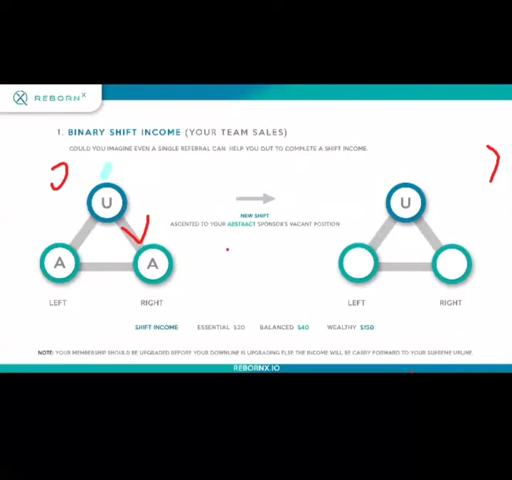 REBORNX
1. BINARY SHIFT INCOME (YOUR TEAM SALES)
COULD YOU IMAGINE EVEN A SINGLE REFERRAL CAN HELP YOU OUT TO COMPLETE A SHIFT INCOME.
U
A
A
LEFT
RIGHT
NEW SHIFT
ASCENTED TO YOUR ABSTRACT SPONSOR'S VACANT POSITION
U
LEFT
RIGHT
SHIFT INCOME ESSENTIAL $20 BALANCED $40 WEALTHY $150
NOTE: YOUR MEMBERSHIP SHOULD BE UPGRADED BEFORE YOUR DOWNLINE IS UPGRADING ELSE THE INCOME WILL BE CARRY FORWARD TO YOUR SUPREME UPLINE.
REBORNX.IO